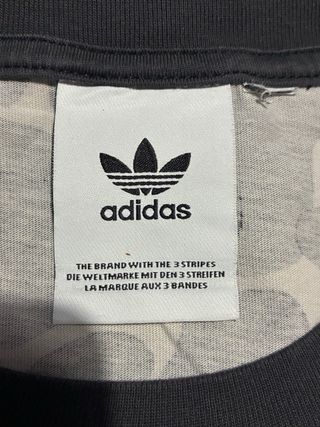 adidas
THE BRAND WITH THE 3 STRIPES
DIE WELTMARKE MIT DEN 3 STREIFEN
LA MARQUE AUX 3 BANDES